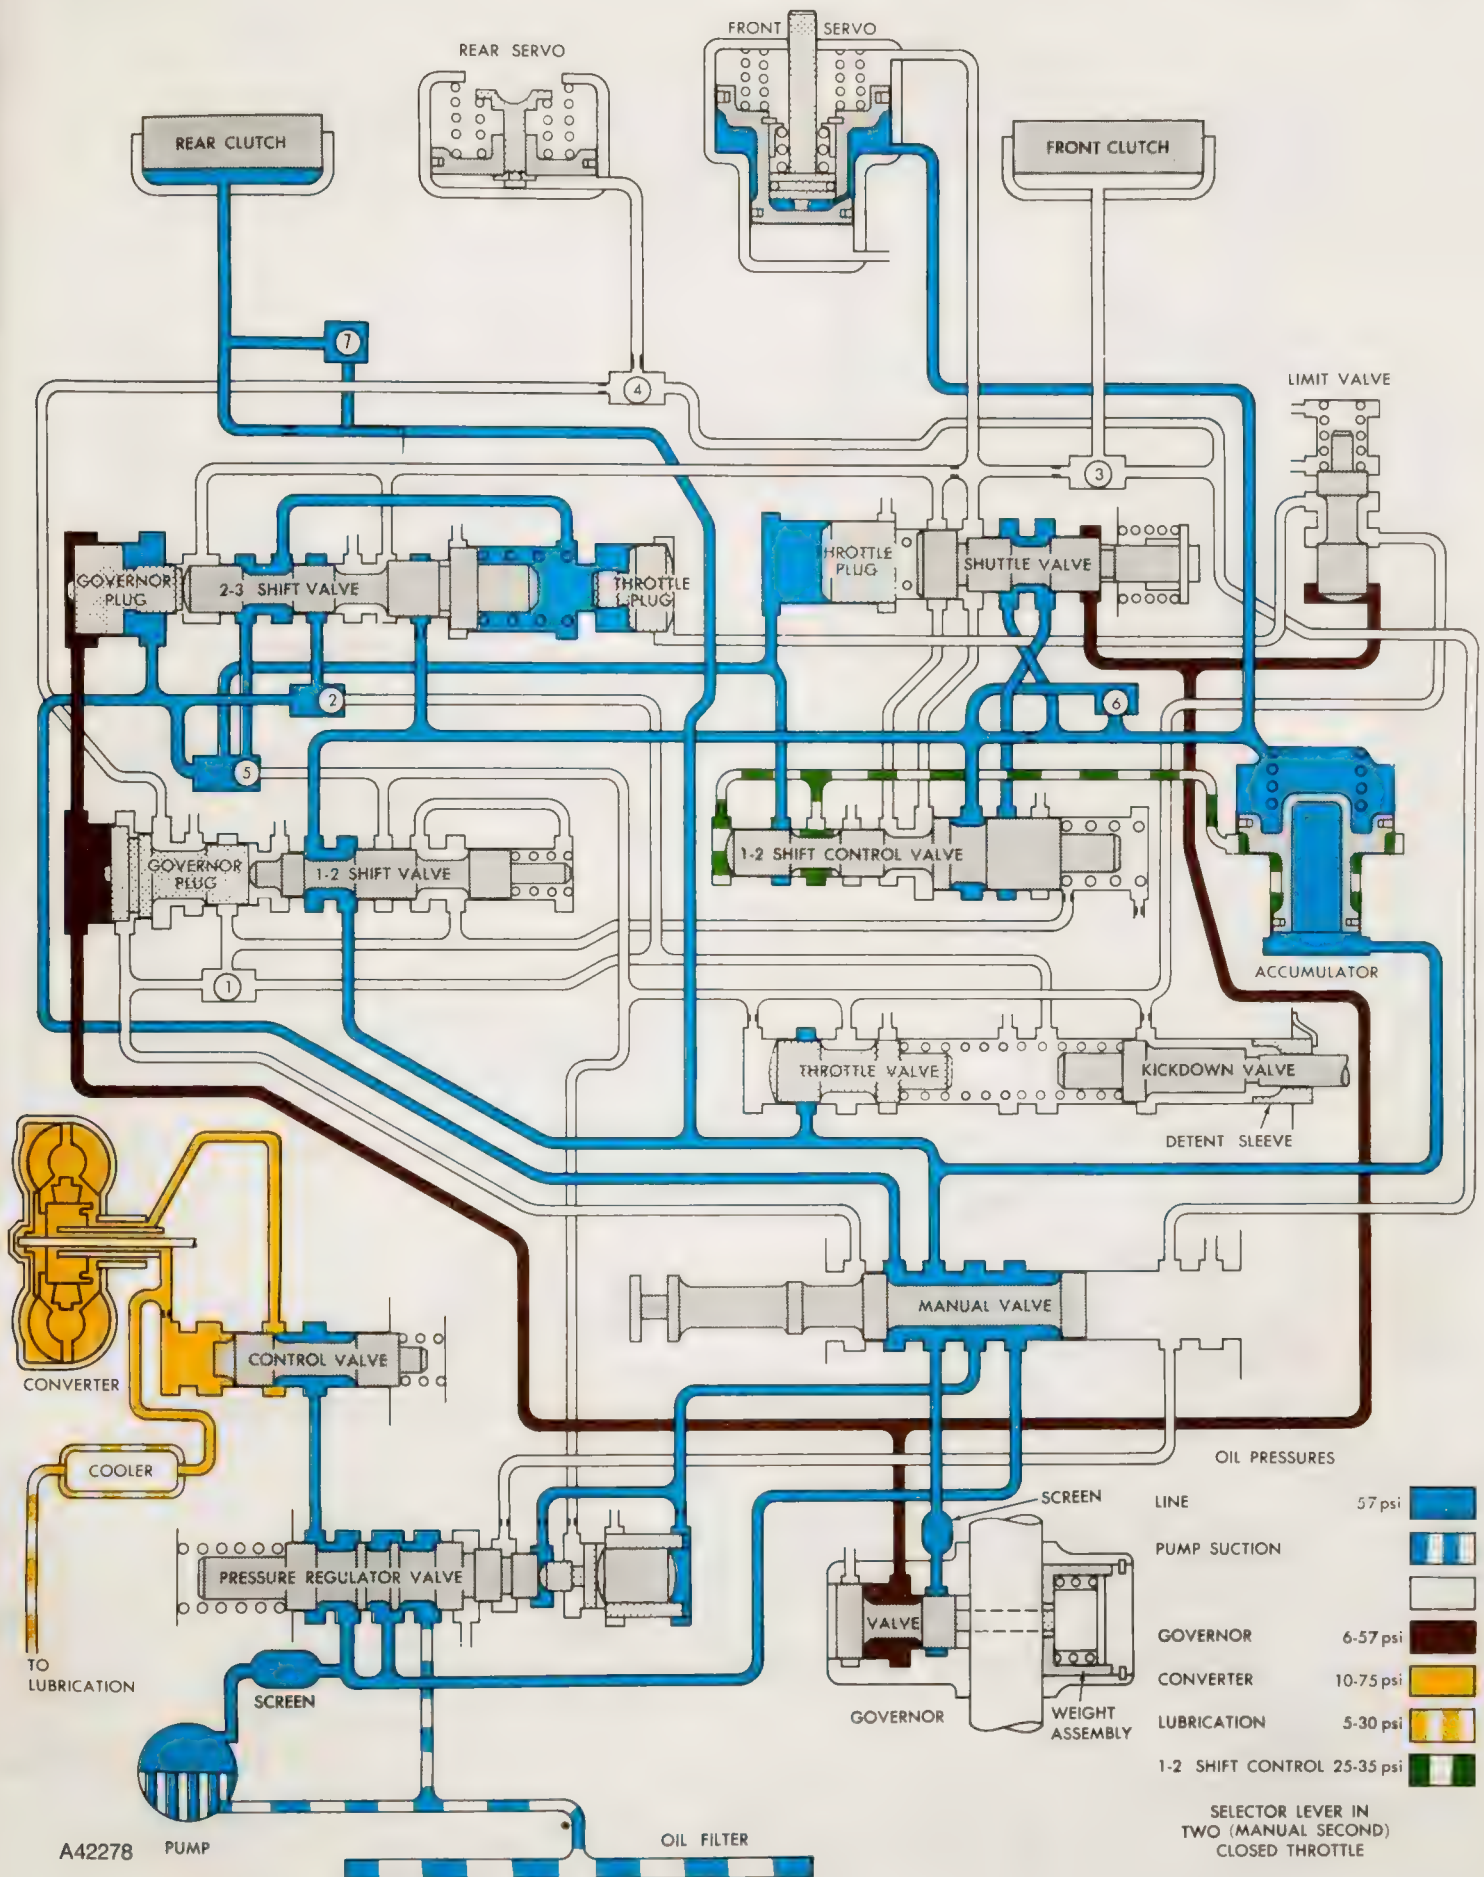 FRONT SERVO
REAR SERVO
REAR CLUTCH
FRONT CLUTCH
7
4
LIMIT VALVE
3
GOVERNOR
PLUG
2-3 SHIFT VALVE
THROTTLE
PLUG
THROTTLE
PLUG
SHUTTLE VALVE
2
6
5
GOVERNOR
PLUG
1-2 SHIFT VALVE
1-2 SHIFT CONTROL VALVE
ACCUMULATOR
1
THROTTLE VALVE
KICKDOWN VALVE
DETENT SLEEVE
MANUAL VALVE
CONTROL VALVE
CONVERTER
COOLER
OIL PRESSURES
SCREEN
LINE 57 psi
PUMP SUCTION
PRESSURE REGULATOR VALVE
VALVE
GOVERNOR 6-57 psi
TO
LUBRICATION
SCREEN
CONVERTER 10-75 psi
GOVERNOR
WEIGHT
ASSEMBLY
LUBRICATION 5-30 psi
1-2 SHIFT CONTROL 25-35 psi
SELECTOR LEVER IN
TWO (MANUAL SECOND)
CLOSED THROTTLE
A42278
PUMP
OIL FILTER